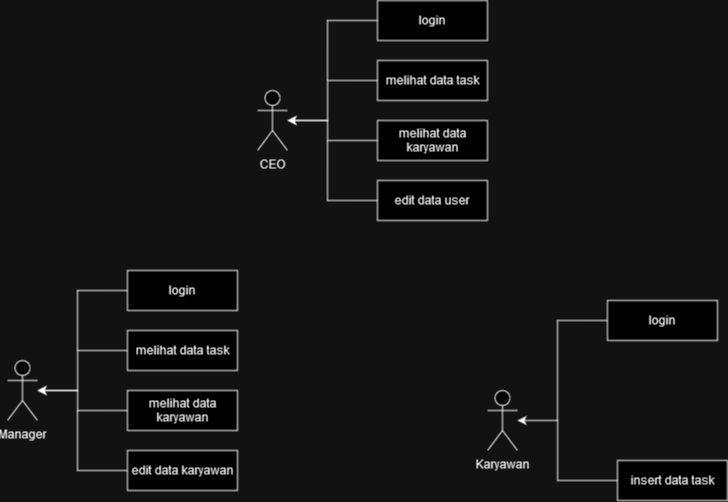 login
melihat data task
melihat data
karyawan
edit data user
CEO
login
melihat data task
melihat data
karyawan
edit data karyawan
Manager
login
insert data task
Karyawan